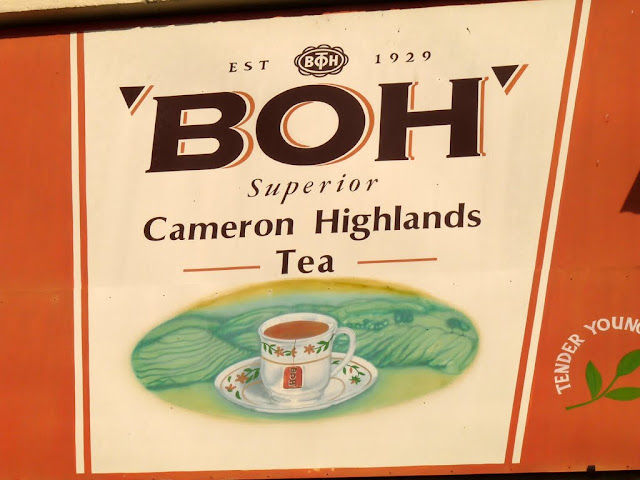 EST BOH 1929
'BOH'
Superior
Cameron Highlands
Tea
BOH
TENDER YOUNG